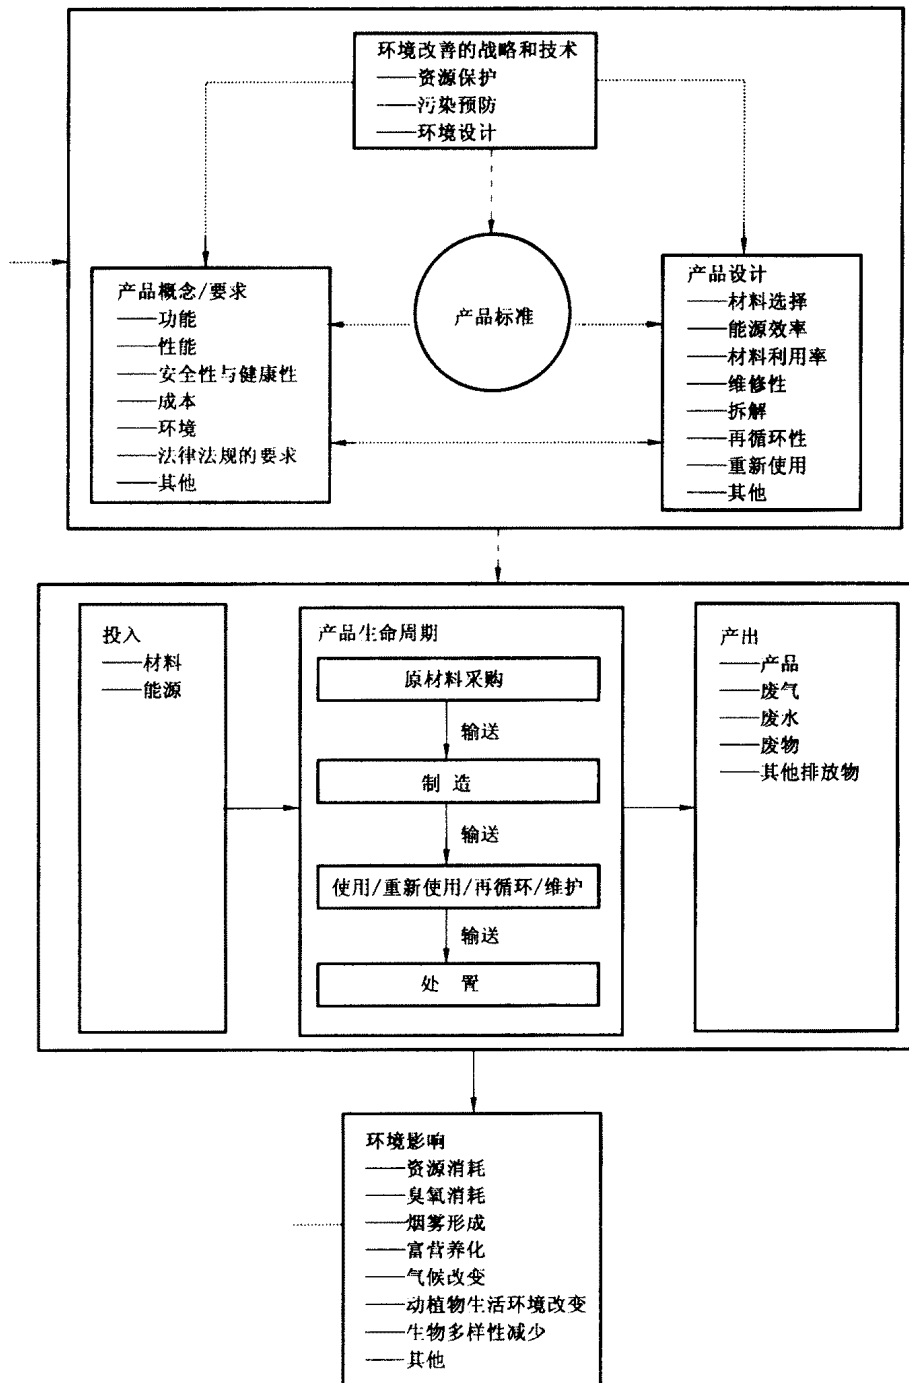 环境改善的战略和技术
——资源保护
——污染预防
——环境设计
产品概念/要求
——功能
——性能
——安全性与健康性
——成本
——环境
——法律法规的要求
——其他
产品标准
产品设计
——材料选择
——能源效率
——材料利用率
——维修性
——拆解
——再循环性
——重新使用
——其他
投入
——材料
——能源
产品生命周期
原材料采购
输送
制 造
输送
使用/重新使用/再循环/维护
输送
处 置
产出
——产品
——废气
——废水
——废物
——其他排放物
环境影响
——资源消耗
——臭氧消耗
——烟雾形成
——富营养化
——气候改变
——动植物生活环境改变
——生物多样性减少
——其他